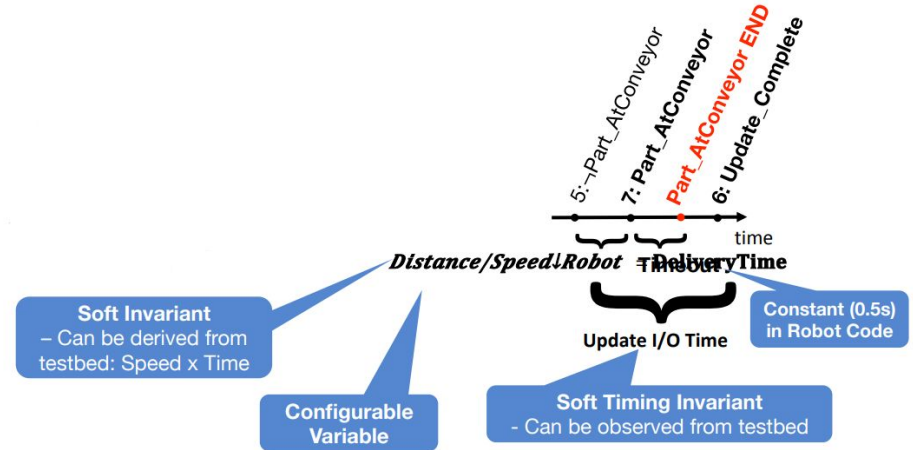 5:¬Part_AtConveyor
7: Part_AtConveyor
Part_AtConveyor END
6: Update_Complete
time
Distance/Speed↓Robot = DeliveryTime
Timeout
Update I/O Time
Soft Invariant
– Can be derived from
testbed: Speed x Time
Configurable
Variable
Soft Timing Invariant
- Can be observed from testbed
Constant (0.5s)
in Robot Code